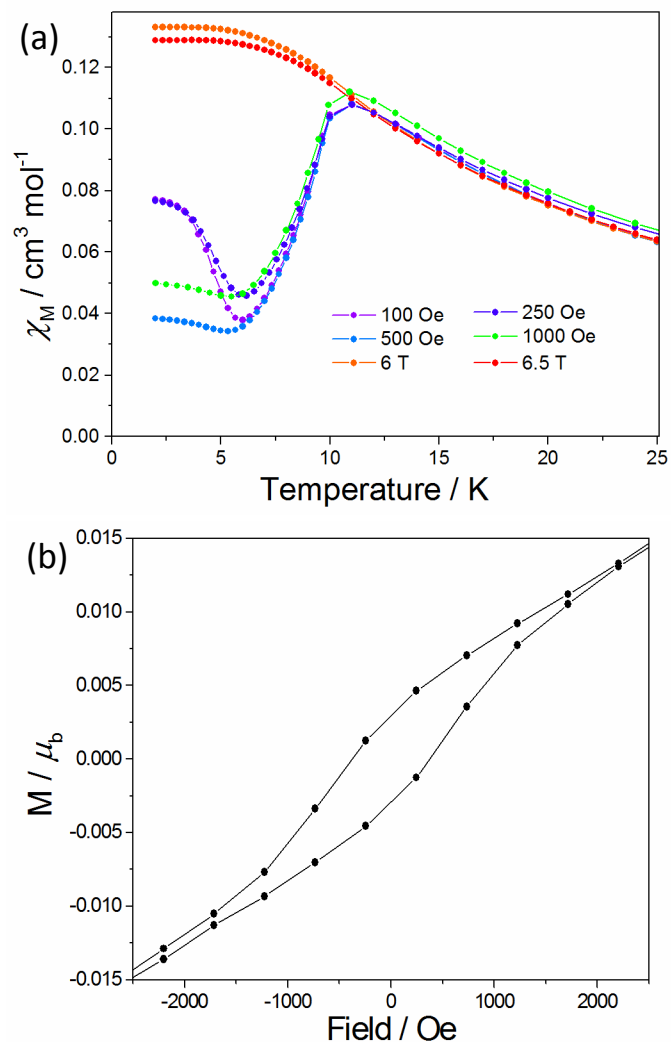 (a)
0.12
0.10
0.08
0.06
0.04
0.02
0.00
χM / cm³ mol⁻¹
100 Oe
250 Oe
500 Oe
1000 Oe
6 T
6.5 T
0
5
10
15
20
25
Temperature / K
(b)
0.015
0.010
0.005
0.000
-0.005
-0.010
-0.015
M / μb
-2000
-1000
0
1000
2000
Field / Oe